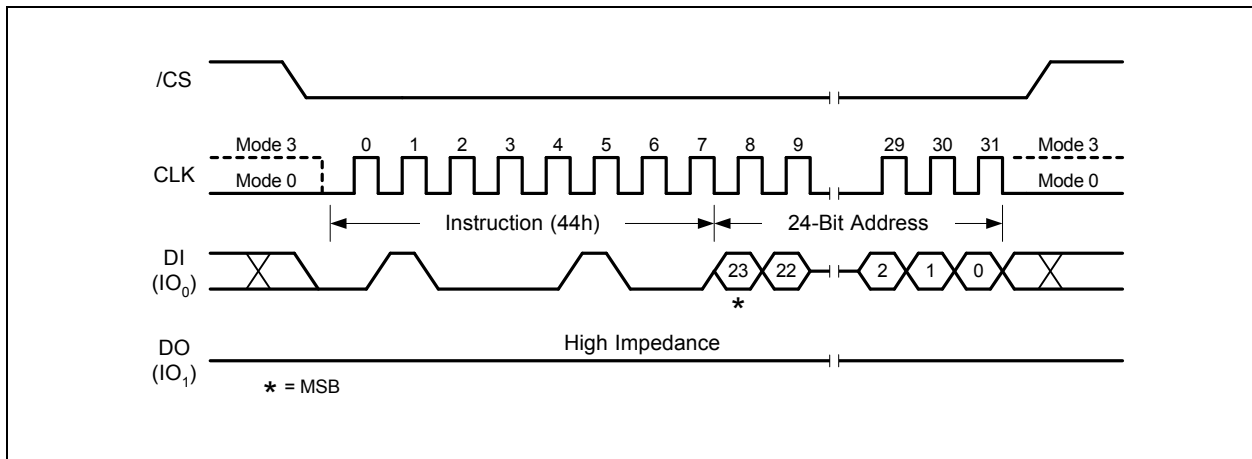 /CS
Mode 3
0 1 2 3 4 5 6 7 8 9 29 30 31
Mode 3
CLK
Mode 0
Mode 0
Instruction (44h)
24-Bit Address
DI
(IO0)
23 22 2 1 0
*
High Impedance
DO
(IO1)
* = MSB